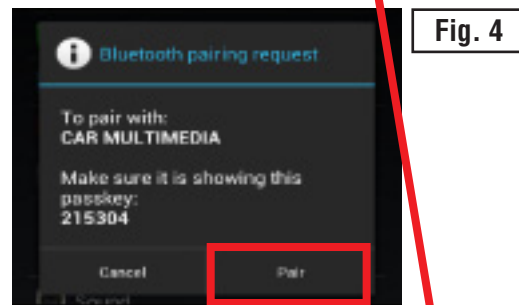 Fig. 4
Bluetooth pairing request
To pair with:
CAR MULTIMEDIA
Make sure it is showing this
passkey:
215304
Cancel
Pair
Sound